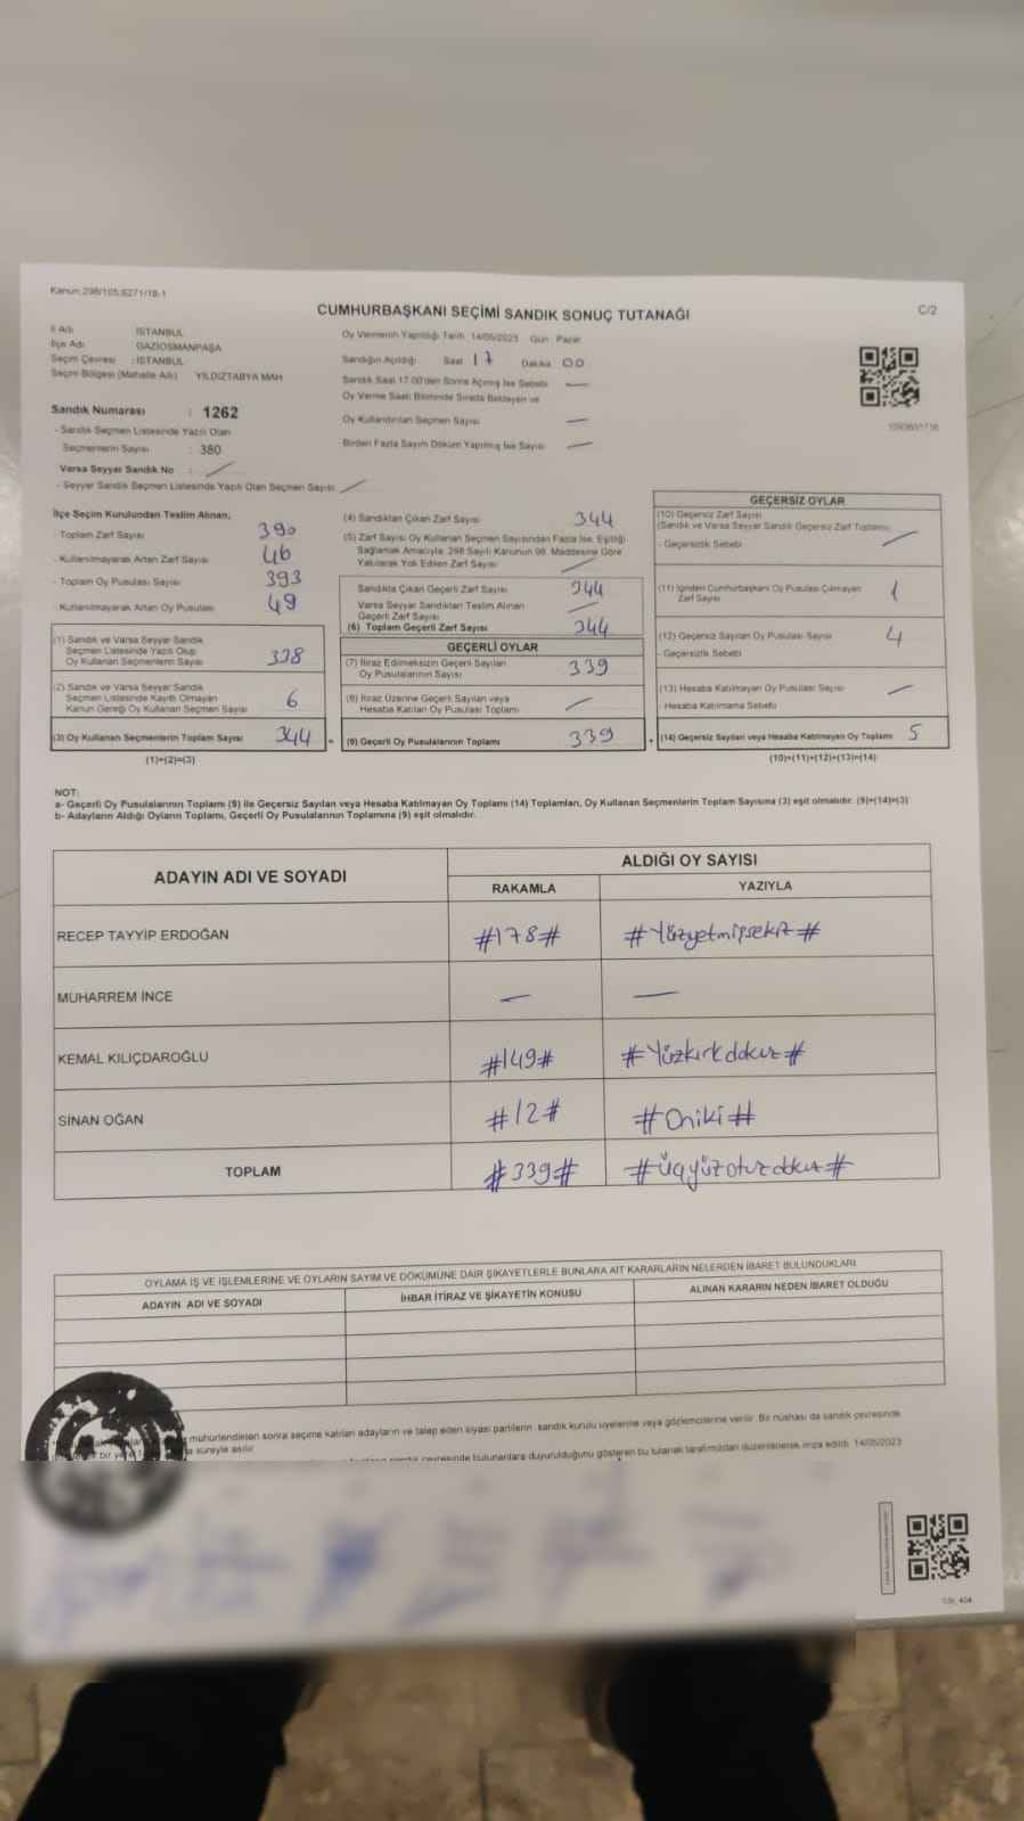 Kanun:298/105,6271/18-1
CUMHURBAŞKANI SEÇİMİ SANDIK SONUÇ TUTANAĞI
C/2
İl Adı İSTANBUL
İlçe Adı GAZİOSMANPAŞA
Seçim Çevresi : İSTANBUL
Seçim Bölgesi (Mahalle Adı) YILDIZTABYA MAH
Sandık Numarası : 1262
- Sandık Seçmen Listesinde Yazılı Olan
Seçmenlerin Sayısı : 380
Varsa Seyyar Sandık No :
- Seyyar Sandık Seçmen Listesinde Yazılı Olan Seçmen Sayısı
Oy Vermenin Yapıldığı Tarih 14/05/2023 Gün Pazar
Sandığın Açıldığı Saat 17 Dakika 00
Sandık Saat 17.00'den Sonra Açılmış İse Sebebi —
Oy Verme Saati Bitiminde Sırada Bekleyen ve
Oy Kullandırılan Seçmen Sayısı —
- Birden Fazla Sayım Döküm Yapılmış İse Sayısı —
İlçe Seçim Kurulundan Teslim Alınan,
- Toplam Zarf Sayısı 390
- Kullanılmayarak Artan Zarf Sayısı 46
- Toplam Oy Pusulası Sayısı 393
- Kullanılmayarak Artan Oy Pusulası 49
(1) Sandık ve Varsa Seyyar Sandık
Seçmen Listesinde Yazılı Olup
Oy Kullanan Seçmenlerin Sayısı 338
(2) Sandık ve Varsa Seyyar Sandık
Seçmen Listesinde Kayıtlı Olmayan
Kanun Gereği Oy Kullanan Seçmen Sayısı 6
(3) Oy Kullanan Seçmenlerin Toplam Sayısı 344
(1)+(2)=(3)
(4) Sandıktan Çıkan Zarf Sayısı 344
(5) Zarf Sayısı Oy Kullanan Seçmen Sayısından Fazla İse, Eşitliği
Sağlamak Amacıyla 298 Sayılı Kanunun 98. Maddesine Göre
Yakılarak Yok Edilen Zarf Sayısı
Sandıkta Çıkan Geçerli Zarf Sayısı 344
Varsa Seyyar Sandıktan Teslim Alınan
Geçerli Zarf Sayısı
(6) Toplam Geçerli Zarf Sayısı 344
GEÇERLİ OYLAR
(7) İtiraz Edilmeksizin Geçerli Sayılan
Oy Pusulalarının Sayısı 339
(8) İtiraz Üzerine Geçerli Sayılan veya
Hesaba Katılan Oy Pusulası Toplamı
(9) Geçerli Oy Pusulalarının Toplamı 339
GEÇERSİZ OYLAR
(10) Geçersiz Zarf Sayısı
(Sandık ve Varsa Seyyar Sandık Geçersiz Zarf Toplamı)
- Geçersizlik Sebebi
(11) İçinden Cumhurbaşkanı Oy Pusulası Çıkmayan
Zarf Sayısı 1
(12) Geçersiz Sayılan Oy Pusulası Sayısı 4
- Geçersizlik Sebebi
(13) Hesaba Katılmayan Oy Pusulası Sayısı —
- Hesaba Katılmama Sebebi
(14) Geçersiz Sayılan veya Hesaba Katılmayan Oy Toplamı 5
(10)+(11)+(12)+(13)=(14)
NOT:
a- Geçerli Oy Pusulalarının Toplamı (9) ile Geçersiz Sayılan veya Hesaba Katılmayan Oy Toplamı (14) Toplamları, Oy Kullanan Seçmenlerin Toplam Sayısına (3) eşit olmalıdır. (9)+(14)=(3)
b- Adayların Aldığı Oyların Toplamı, Geçerli Oy Pusulalarının Toplamına (9) eşit olmalıdır.
ADAYIN ADI VE SOYADI
ALDIĞI OY SAYISI
RAKAMLA YAZIYLA
RECEP TAYYİP ERDOĞAN #178# #Yüzyetmişsekiz#
MUHARREM İNCE — —
KEMAL KILIÇDAROĞLU #149# #Yüzkırkdokuz#
SİNAN OĞAN #12# #Oniki#
TOPLAM #339# #üçyüzotuzdokuz#
OYLAMA İŞ VE İŞLEMLERİNE VE OYLARIN SAYIM VE DÖKÜMÜNE DAİR ŞİKAYETLERLE BUNLARA AİT KARARLARIN NELERDEN İBARET BULUNDUKLARI
ADAYIN ADI VE SOYADI İHBAR İTİRAZ VE ŞİKAYETİN KONUSU ALINAN KARARIN NEDEN İBARET OLDUĞU
mühürlendikten sonra seçime katılan adayların ve talep eden siyasi partilerin sandık kurulu üyelerine veya gözlemcilerine verilir. Bir nüshası da sandık çevresinde
bir süreyle asılır
çevresinde bulunanlara duyurulduğunu gösteren bu tutanak tarafımızdan düzenlenerek imza edildi. 14/05/2023